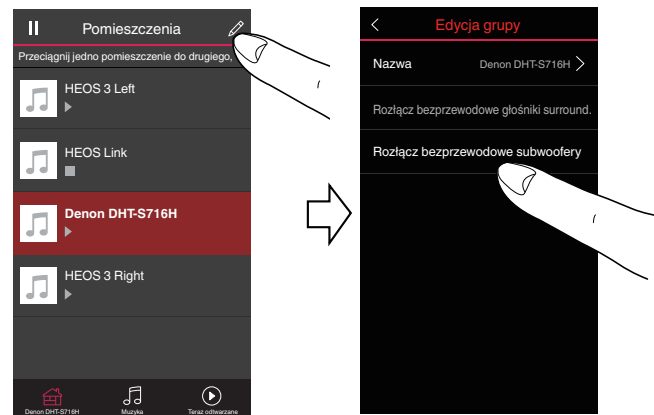 Pomieszczenia
Przeciągnij jedno pomieszczenie do drugiego,
HEOS 3 Left
HEOS Link
Denon DHT-S716H
HEOS 3 Right
Denon DHT-S716H
Muzyka
Teraz odtwarzane
Edycja grupy
Nazwa
Denon DHT-S716H
Rozłącz bezprzewodowe głośniki surround.
Rozłącz bezprzewodowe subwoofery